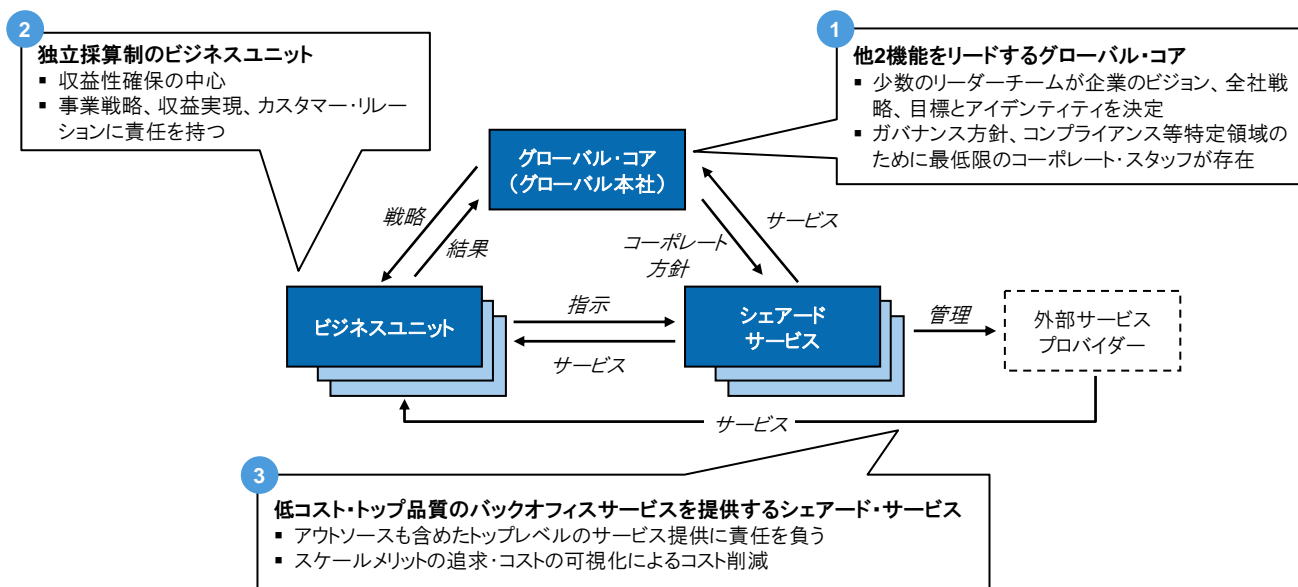 2
独立採算制のビジネスユニット
▪ 収益性確保の中心
▪ 事業戦略、収益実現、カスタマー・リレー
ションに責任を持つ
1
他2機能をリードするグローバル・コア
▪ 少数のリーダーチームが企業のビジョン、全社戦
略、目標とアイデンティティを決定
▪ ガバナンス方針、コンプライアンス等特定領域の
ために最低限のコーポレート・スタッフが存在
グローバル・コア
（グローバル本社）
戦略
結果
コーポレート
方針
サービス
ビジネスユニット
指示
サービス
シェアード
サービス
管理
外部サービス
プロバイダー
サービス
3
低コスト・トップ品質のバックオフィスサービスを提供するシェアード・サービス
▪ アウトソースも含めたトップレベルのサービス提供に責任を負う
▪ スケールメリットの追求・コストの可視化によるコスト削減